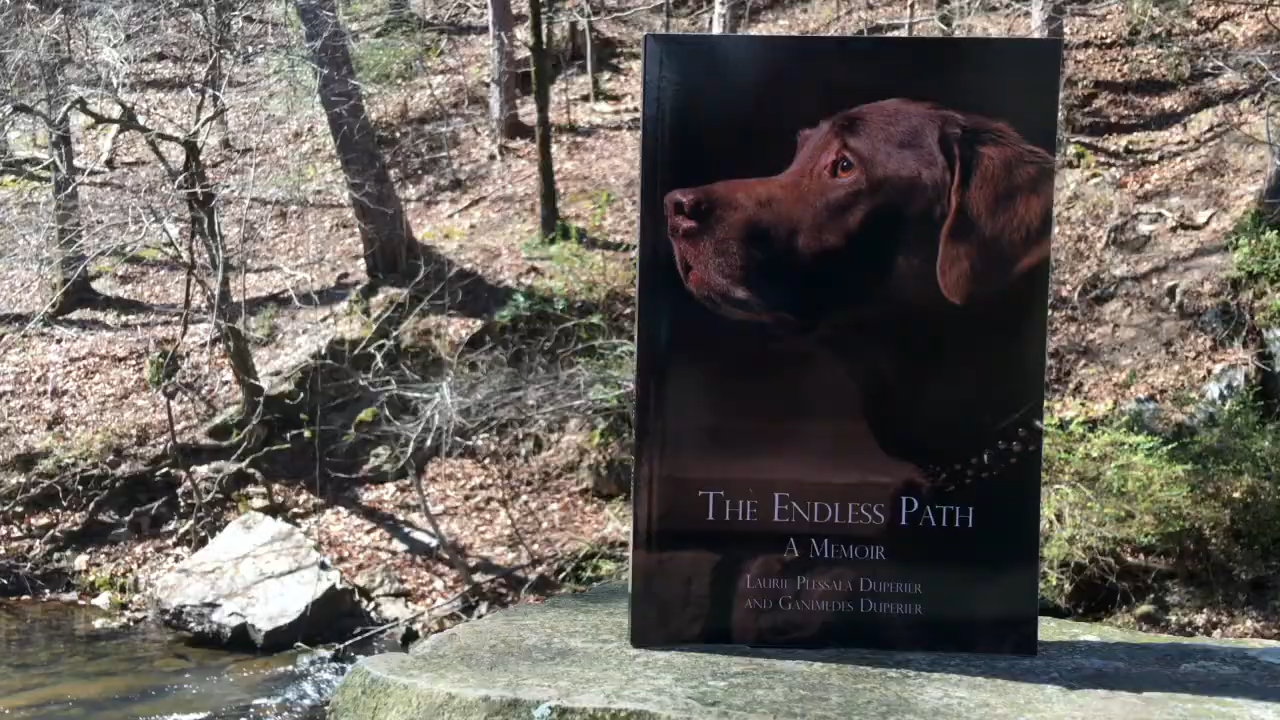 The Endless Path
A Memoir
Laurie Plessala Duperier
and Ganimedes Duperier